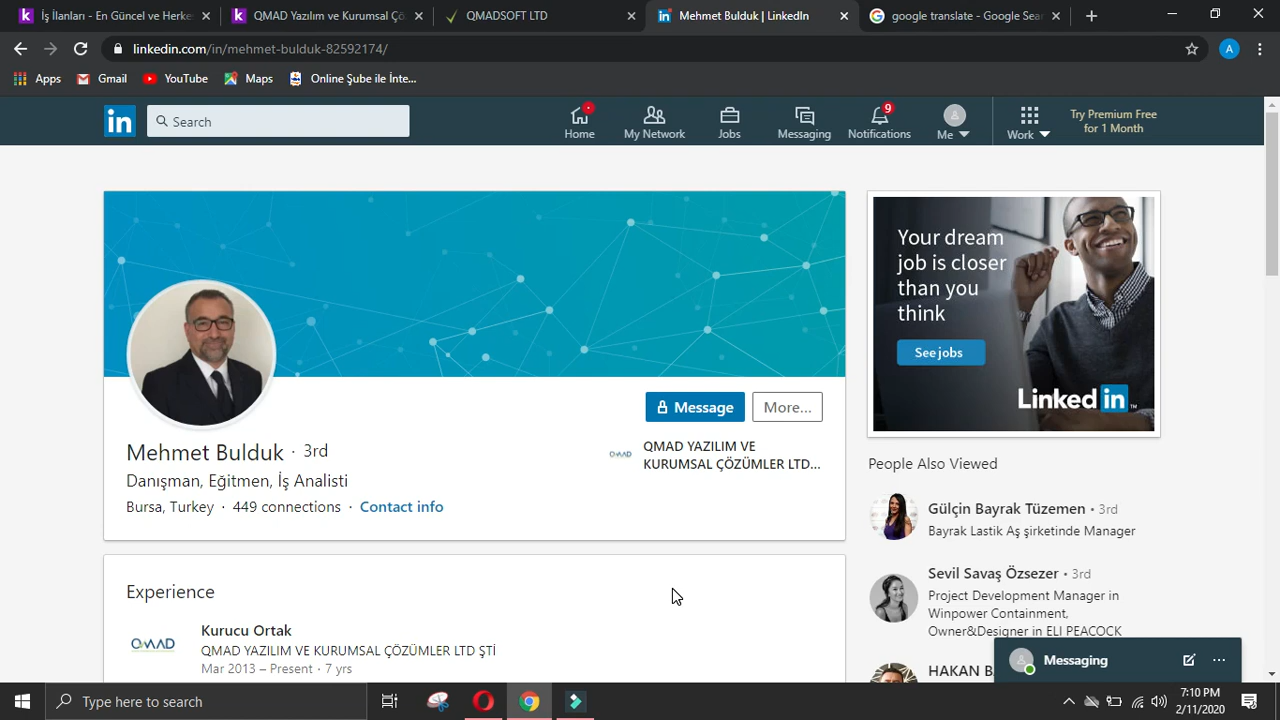 İş İlanları - En Güncel ve Herkes
QMAD Yazılım ve Kurumsal Çö
QMADSOFT LTD
Mehmet Bulduk | LinkedIn
google translate - Google Sear
linkedin.com/in/mehmet-bulduk-82592174/
A
Apps
Gmail
YouTube
Maps
Online Şube ile İnte...
in
Search
Home
My Network
Jobs
Messaging
9
Notifications
Me
Work
Try Premium Free
for 1 Month
Your dream
job is closer
than you
think
See jobs
Linked in
Message
More...
Mehmet Bulduk · 3rd
Danışman, Eğitmen, İş Analisti
Bursa, Turkey · 449 connections · Contact info
QMAD YAZILIM VE
KURUMSAL ÇÖZÜMLER LTD...
People Also Viewed
Gülçin Bayrak Tüzemen • 3rd
Bayrak Lastik Aş şirketinde Manager
Sevil Savaş Özsezer • 3rd
Project Development Manager in
Winpower Containment,
Owner&Designer in ELI PEACOCK
HAKAN B
Experience
QMAD
Kurucu Ortak
QMAD YAZILIM VE KURUMSAL ÇÖZÜMLER LTD ŞTİ
Mar 2013 – Present · 7 yrs
Messaging
Type here to search
7:10 PM
2/11/2020